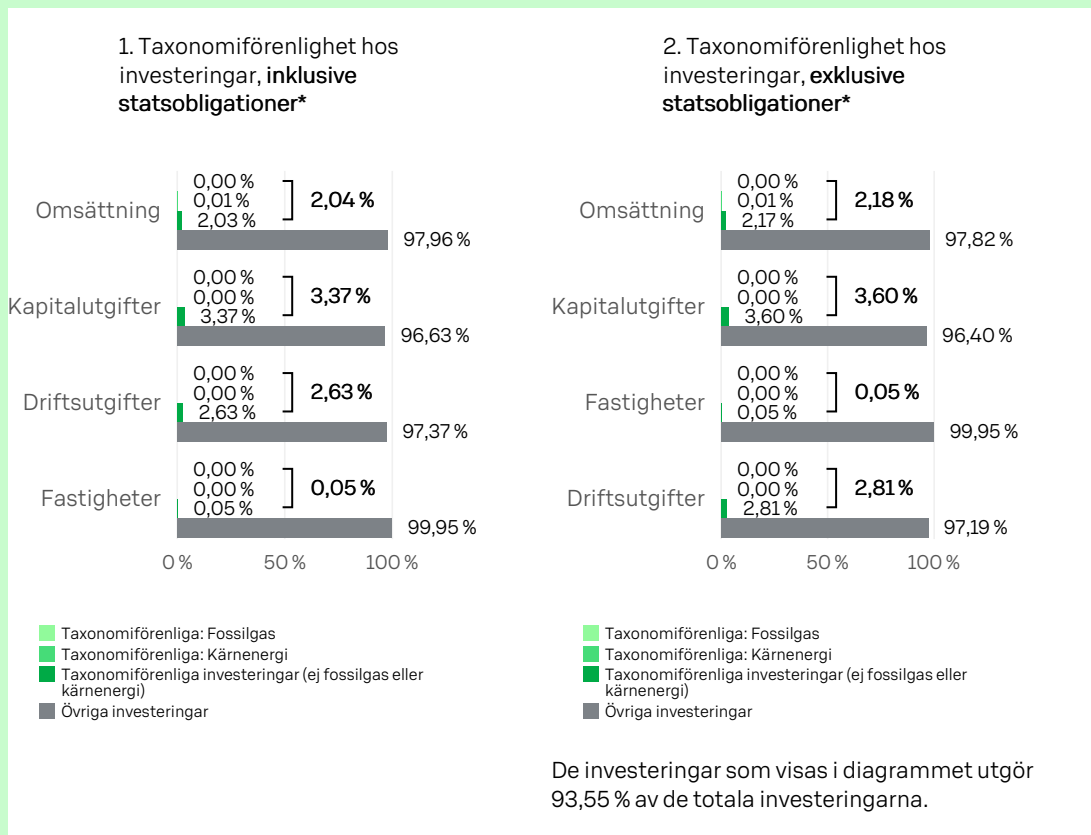 1. Taxonomiförenlighet hos
investeringar, inklusive
statsobligationer*
Omsättning
0,00 %
0,01 %
2,03 %
2,04 %
97,96 %
Kapitalutgifter
0,00 %
0,00 %
3,37 %
3,37 %
96,63 %
Driftsutgifter
0,00 %
0,00 %
2,63 %
2,63 %
97,37 %
Fastigheter
0,00 %
0,00 %
0,05 %
0,05 %
99,95 %
0 %
50 %
100 %
Taxonomiförenliga: Fossilgas
Taxonomiförenliga: Kärnenergi
Taxonomiförenliga investeringar (ej fossilgas eller
kärnenergi)
Övriga investeringar
2. Taxonomiförenlighet hos
investeringar, exklusive
statsobligationer*
Omsättning
0,00 %
0,01 %
2,17 %
2,18 %
97,82 %
Kapitalutgifter
0,00 %
0,00 %
3,60 %
3,60 %
96,40 %
Fastigheter
0,00 %
0,00 %
0,05 %
0,05 %
99,95 %
Driftsutgifter
0,00 %
0,00 %
2,81 %
2,81 %
97,19 %
0 %
50 %
100 %
Taxonomiförenliga: Fossilgas
Taxonomiförenliga: Kärnenergi
Taxonomiförenliga investeringar (ej fossilgas eller
kärnenergi)
Övriga investeringar
De investeringar som visas i diagrammet utgör
93,55 % av de totala investeringarna.